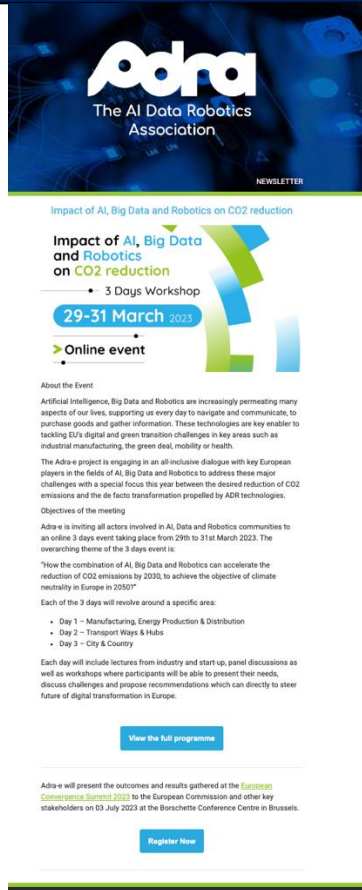 Adra
The AI Data Robotics
Association
NEWSLETTER
Impact of AI, Big Data and Robotics on CO2 reduction
Impact of AI, Big Data
and Robotics
on CO2 reduction
3 Days Workshop
29-31 March 2023
>Online event
About the Event
Artificial Intelligence, Big Data and Robotics are increasingly permeating many
aspects of our lives, supporting us every day to navigate and communicate, to
purchase goods and gather information. These technologies are key enabler to
tackling EU's digital and green transition challenges in key areas such as
industrial manufacturing, the green deal, mobility or health.
The Adra-e project is engaging in an all-inclusive dialogue with key European
players in the fields of AI, Big Data and Robotics to address these major
challenges with a special focus this year between the desired reduction of CO2
emissions and the de facto transformation propelled by ADR technologies.
Objectives of the meeting
Adra-e is inviting all actors involved in AI, Data and Robotics communities to
an online 3 days event taking place from 29th to 31st March 2023. The
overarching theme of the 3 days event is:
"How the combination of AI, Big Data and Robotics can accelerate the
reduction of CO2 emissions by 2030, to achieve the objective of climate
neutrality in Europe in 2050?"
Each of the 3 days will revolve around a specific area:
• Day 1 – Manufacturing, Energy Production & Distribution
• Day 2 – Transport Ways & Hubs
• Day 3 – City & Country
Each day will include lectures from industry and start-up, panel discussions as
well as workshops where participants will be able to present their needs,
discuss challenges and propose recommendations which can directly to steer
future of digital transformation in Europe.
View the full programme
Adra-e will present the outcomes and results gathered at the European
Convergence Summit 2023 to the European Commission and other key
stakeholders on 03 July 2023 at the Borschette Conference Centre in Brussels.
Register Now